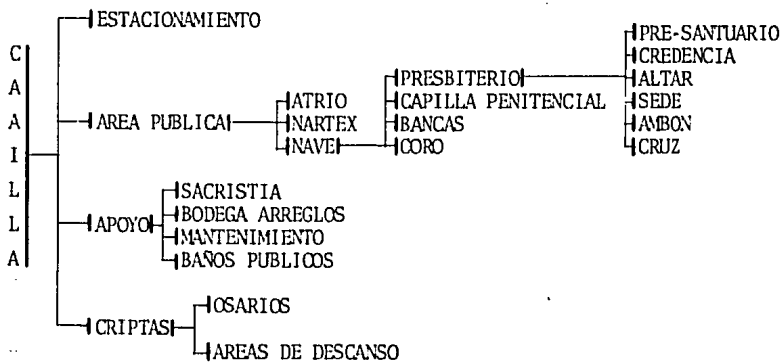 CAAILLA
ESTACIONAMIENTO
AREA PUBLICA
ATRIO
NARTEX
NAVE
PRESBITERIO
CAPILLA PENITENCIAL
BANCAS
CORO
PRE-SANTUARIO
CREDENCIA
ALTAR
SEDE
AMBON
CRUZ
APOYO
SACRISTIA
BODEGA ARREGLOS
MANTENIMIENTO
BAÑOS PUBLICOS
CRIPTAS
OSARIOS
AREAS DE DESCANSO